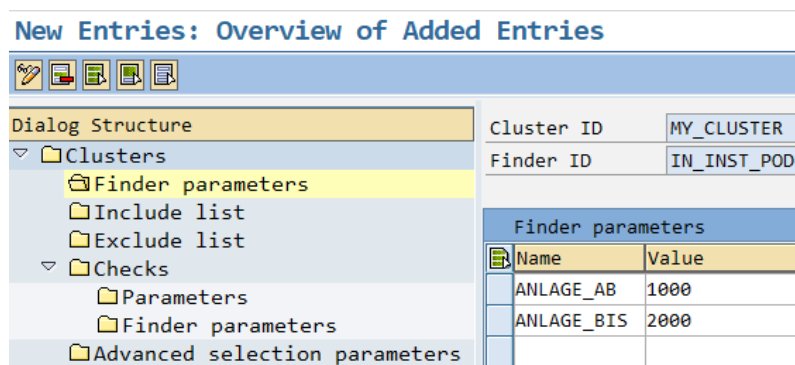 New Entries: Overview of Added Entries
Dialog Structure
Clusters
Finder parameters
Include list
Exclude list
Checks
Parameters
Finder parameters
Advanced selection parameters
Cluster ID MY_CLUSTER
Finder ID IN_INST_POD
Finder parameters
Name Value
ANLAGE_AB 1000
ANLAGE_BIS 2000